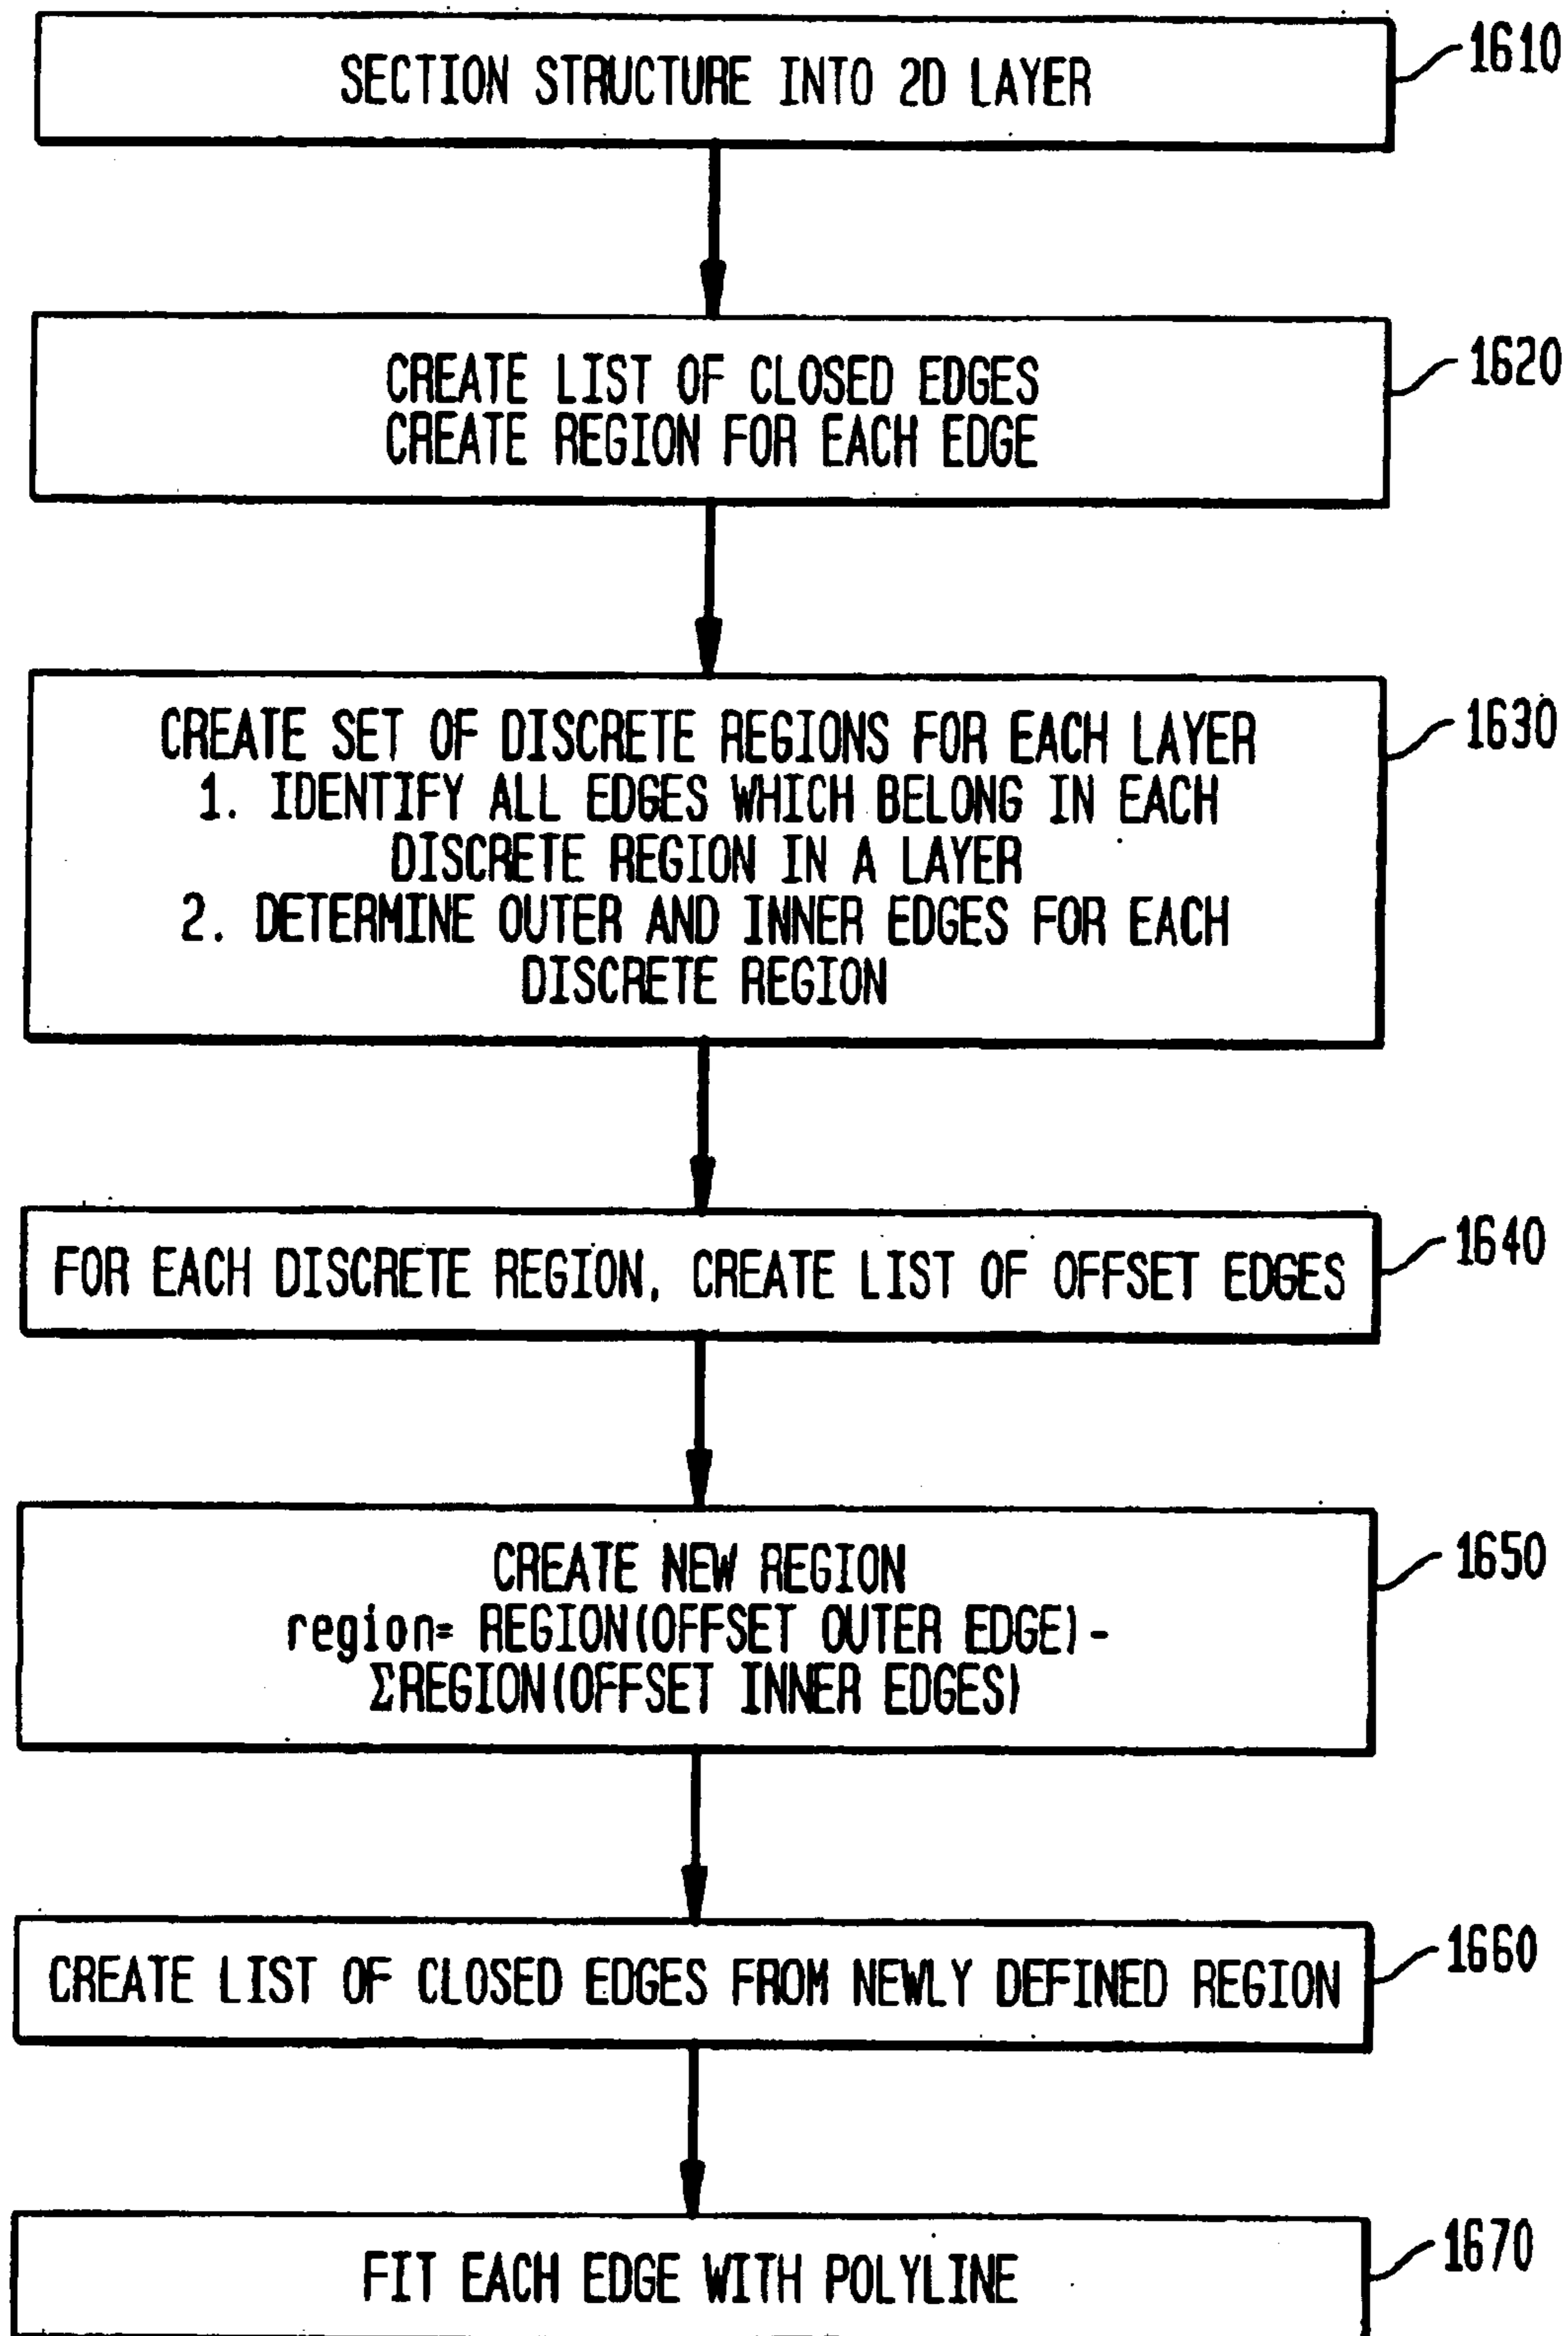 SECTION STRUCTURE INTO 2D LAYER
1610
CREATE LIST OF CLOSED EDGES
CREATE REGION FOR EACH EDGE
1620
CREATE SET OF DISCRETE REGIONS FOR EACH LAYER
1. IDENTIFY ALL EDGES WHICH BELONG IN EACH
DISCRETE REGION IN A LAYER
2. DETERMINE OUTER AND INNER EDGES FOR EACH
DISCRETE REGION
1630
FOR EACH DISCRETE REGION, CREATE LIST OF OFFSET EDGES
1640
CREATE NEW REGION
region= REGION(OFFSET OUTER EDGE)-
ΣREGION(OFFSET INNER EDGES)
1650
CREATE LIST OF CLOSED EDGES FROM NEWLY DEFINED REGION
1660
FIT EACH EDGE WITH POLYLINE
1670